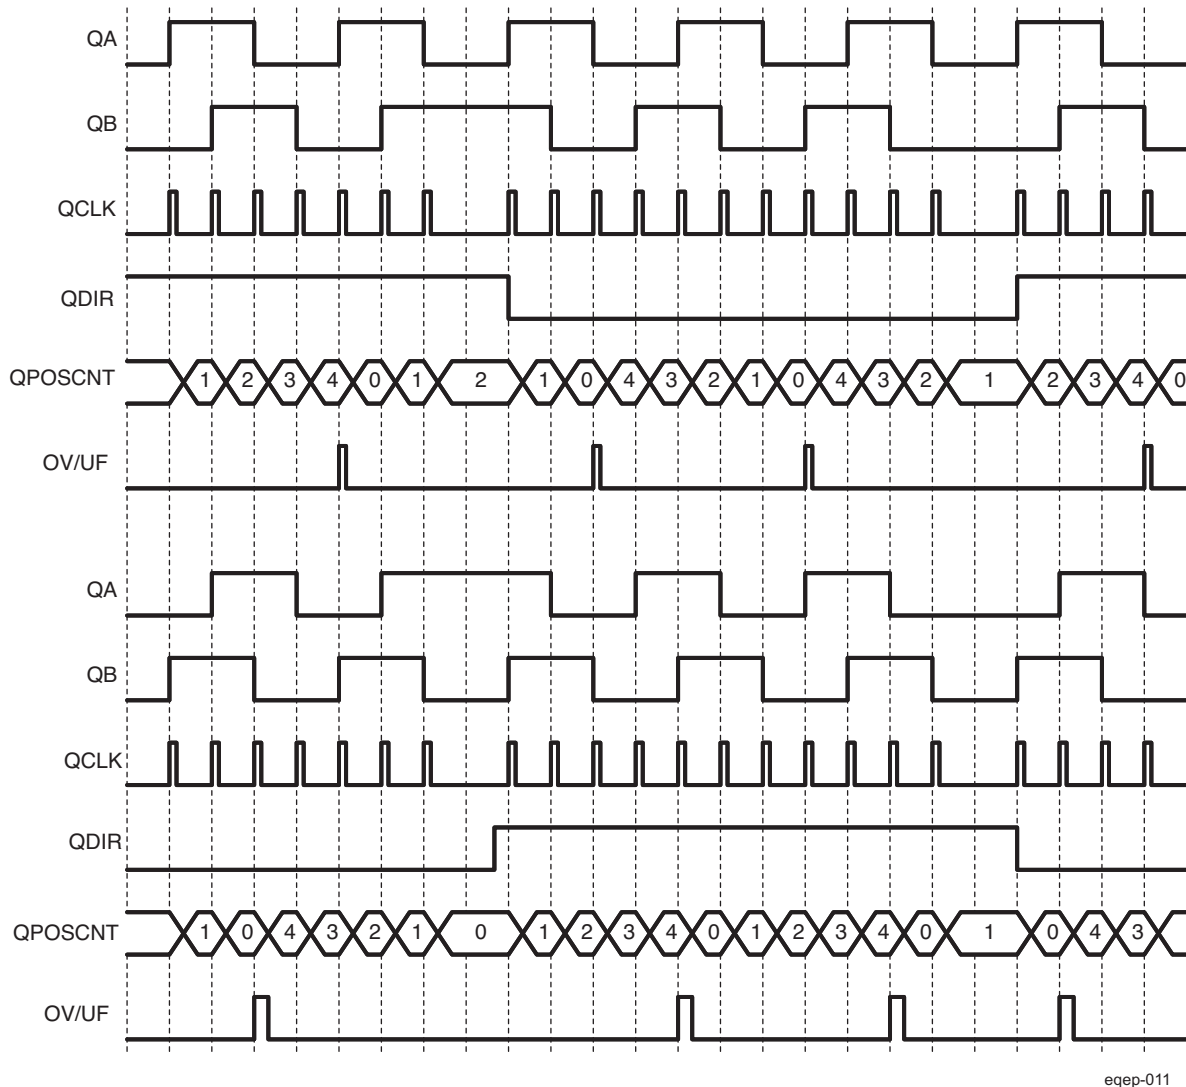 QA
QB
QCLK
QDIR
QPOSCNT 1 2 3 4 0 1 2 1 0 4 3 2 1 0 4 3 2 1 2 3 4 0
OV/UF
QA
QB
QCLK
QDIR
QPOSCNT 1 0 4 3 2 1 0 1 2 3 4 0 1 2 3 4 0 1 0 4 3
OV/UF
eqep-011